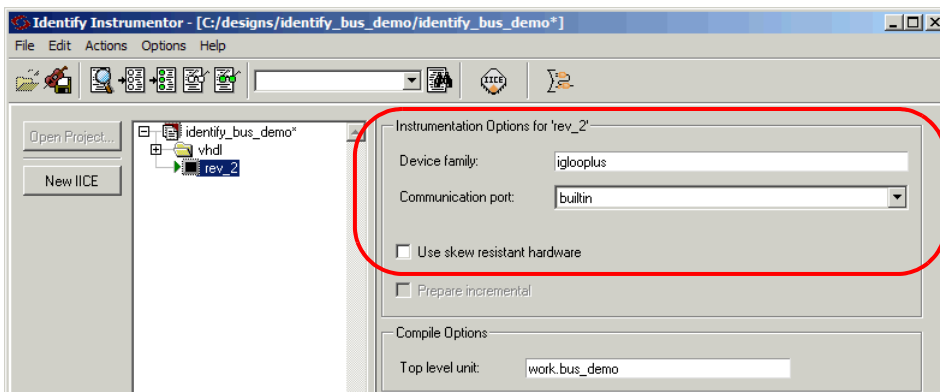 Identify Instrumentor - [C:/designs/identify_bus_demo/identify_bus_demo*]
File Edit Actions Options Help
IICE
Open Project...
New IICE
identify_bus_demo*
vhdl
rev_2
Instrumentation Options for 'rev_2'
Device family: iglooplus
Communication port: builtin
Use skew resistant hardware
Prepare incremental
Compile Options
Top level unit: work.bus_demo